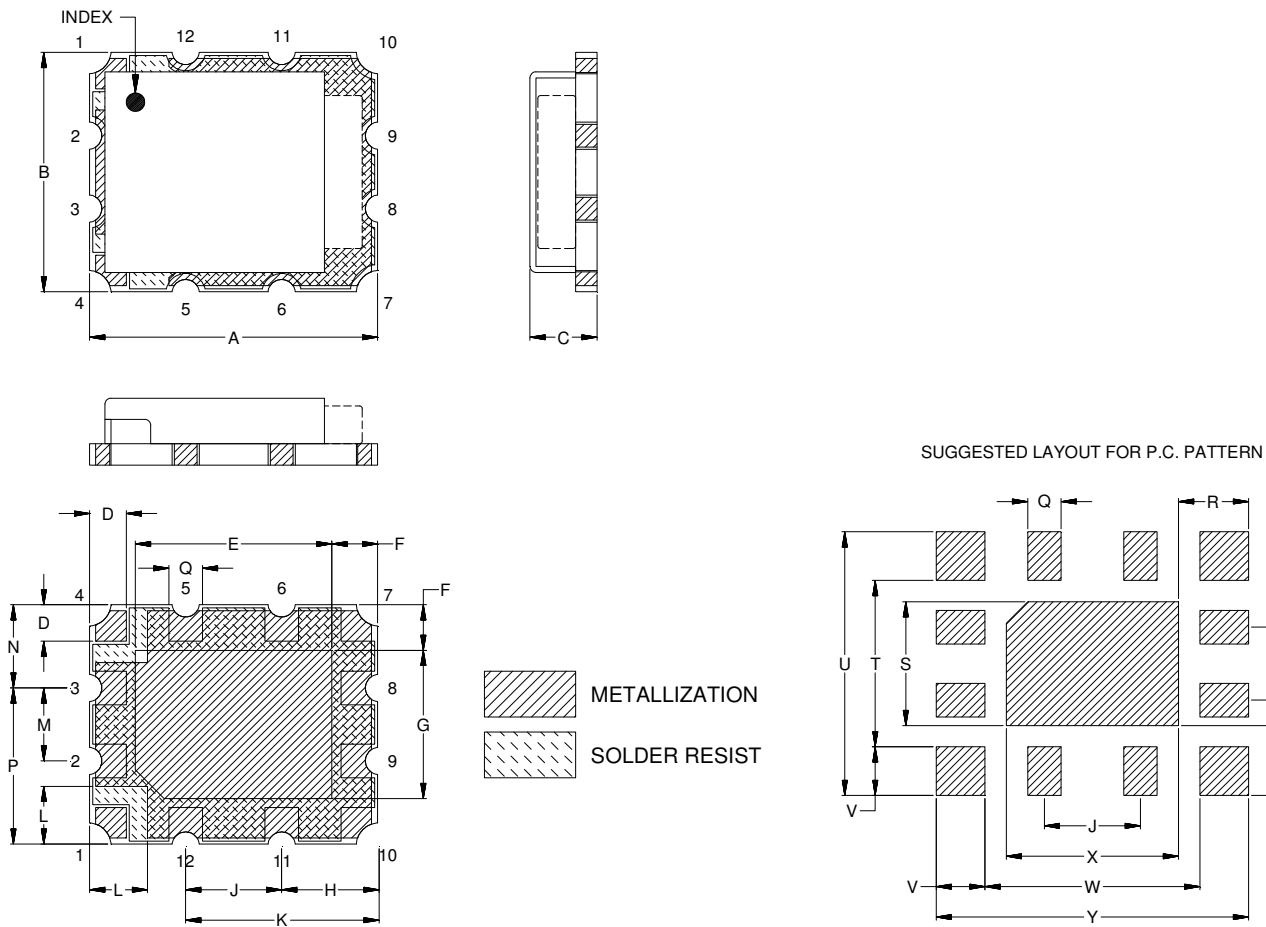 INDEX
1 12 11 10
2 9
B
3 8
4 5 6 7
A
C
SUGGESTED LAYOUT FOR P.C. PATTERN
D E F
Q
4 5 6 7
F
N D
3 8
M G
2 9
P
L
1 12 11 10
L J H
K
METALLIZATION
SOLDER RESIST
Q R
U T S
V
J
X
V W
Y